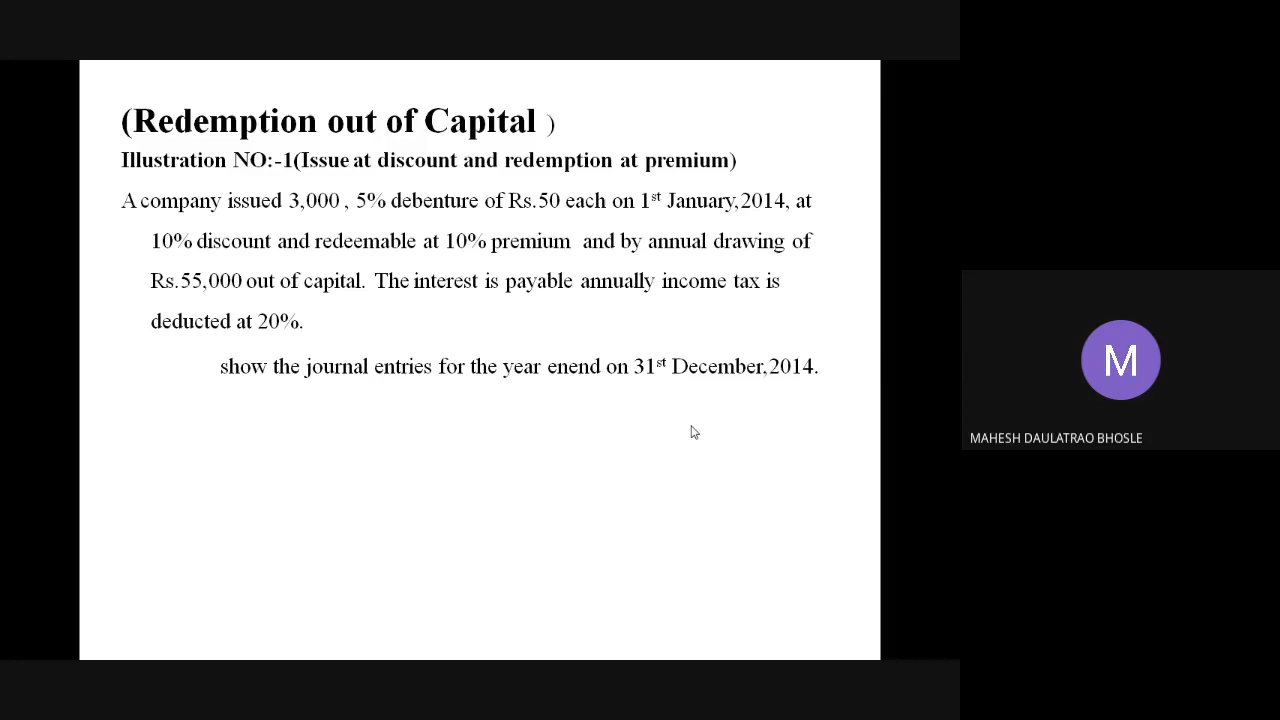 (Redemption out of Capital )
Illustration NO:-1(Issue at discount and redemption at premium)
A company issued 3,000 , 5% debenture of Rs.50 each on 1st January,2014, at
10% discount and redeemable at 10% premium and by annual drawing of
Rs.55,000 out of capital. The interest is payable annually income tax is
deducted at 20%.
show the journal entries for the year enend on 31st December,2014.
M
MAHESH DAULATRAO BHOSLE